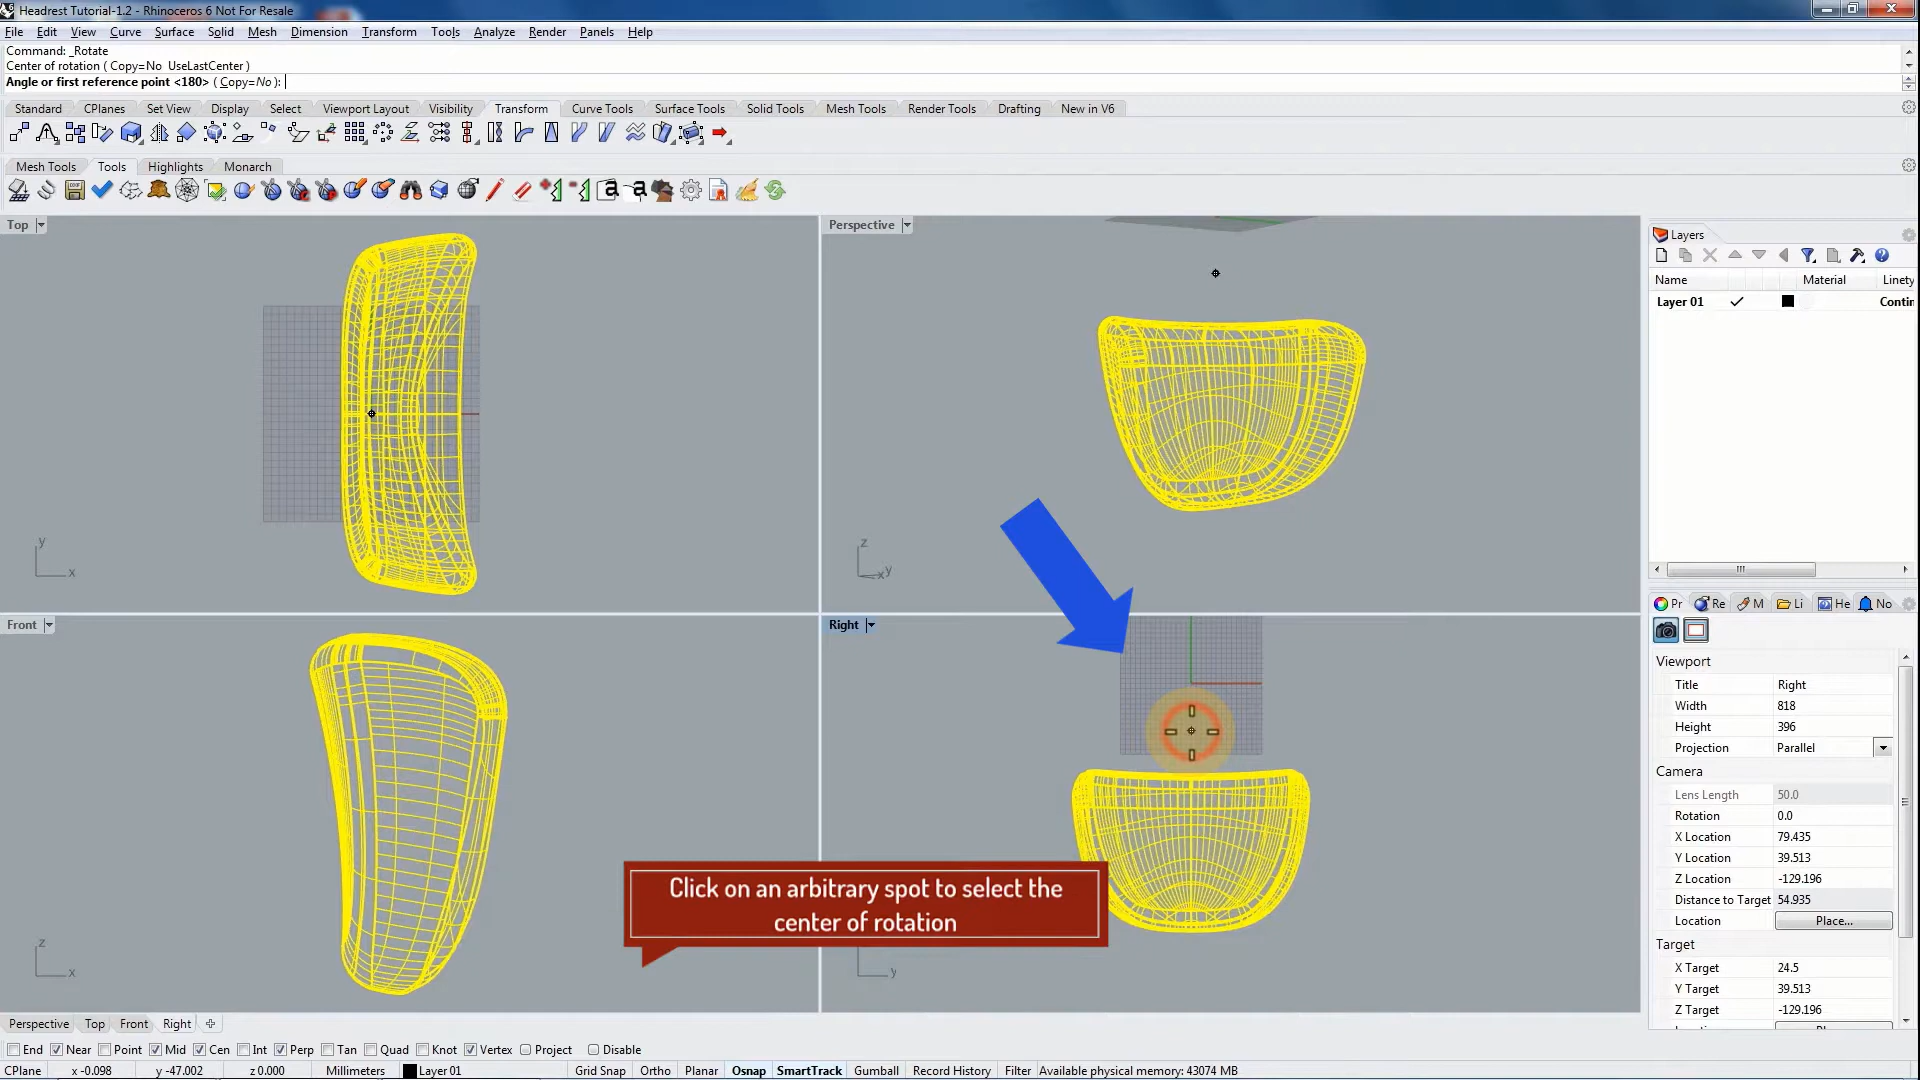 Headrest Tutorial-1.2 - Rhinoceros 6 Not For Resale
File Edit View Curve Surface Solid Mesh Dimension Transform Tools Analyze Render Panels Help
Command: _Rotate
Center of rotation ( Copy=No UseLastCenter )
Angle or first reference point <180> ( Copy=No ):
Standard CPlanes Set View Display Select Viewport Layout Visibility Transform Curve Tools Surface Tools Solid Tools Mesh Tools Render Tools Drafting New in V6
Mesh Tools Tools Highlights Monarch
Top
Perspective
Layers
Name Material Linety
Layer 01 Contin
y
x
z
x y
Front
Right
Pr Re M Li He No
Viewport
Title Right
Width 818
Height 396
Projection Parallel
Camera
Lens Length 50.0
Rotation 0.0
X Location 79.435
Y Location 39.513
Z Location -129.196
Distance to Target 54.935
Location Place...
Target
X Target 24.5
Y Target 39.513
Z Target -129.196
Click on an arbitrary spot to select the
center of rotation
z
x
y
Perspective Top Front Right
End Near Point Mid Cen Int Perp Tan Quad Knot Vertex Project Disable
CPlane x -0.098 y -47.002 z 0.000 Millimeters Layer 01 Grid Snap Ortho Planar Osnap SmartTrack Gumball Record History Filter Available physical memory: 43074 MB